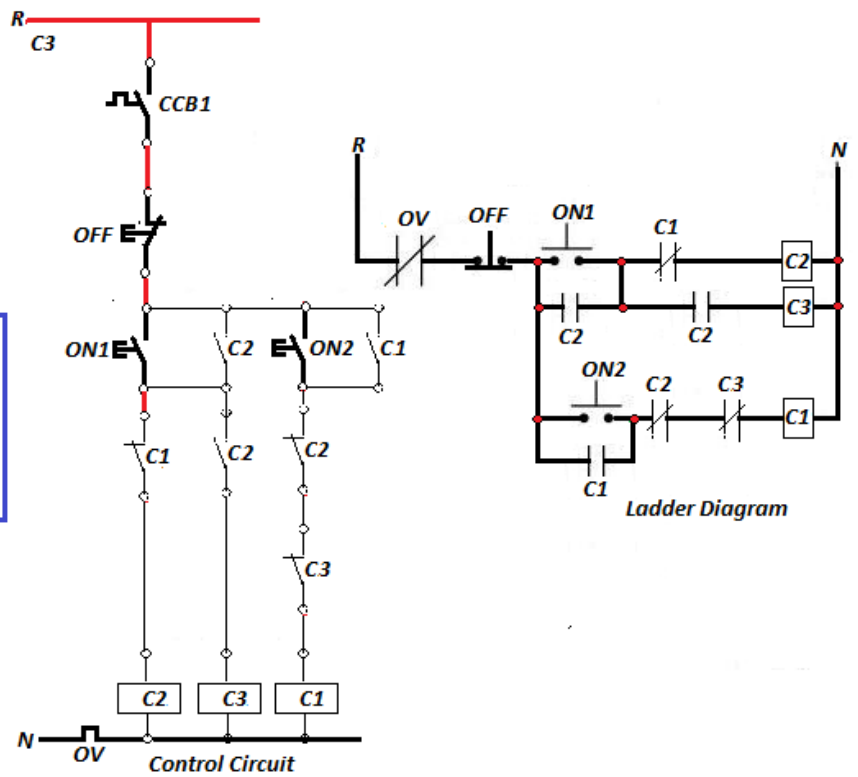 R
C3
CCB1
OFF
ON1
C2
ON2
C1
C1
C2
C2
C3
C2
C3
C1
N
OV
Control Circuit
R
N
OV
OFF
ON1
C1
C2
C2
C2
C3
ON2
C2
C3
C1
C1
Ladder Diagram